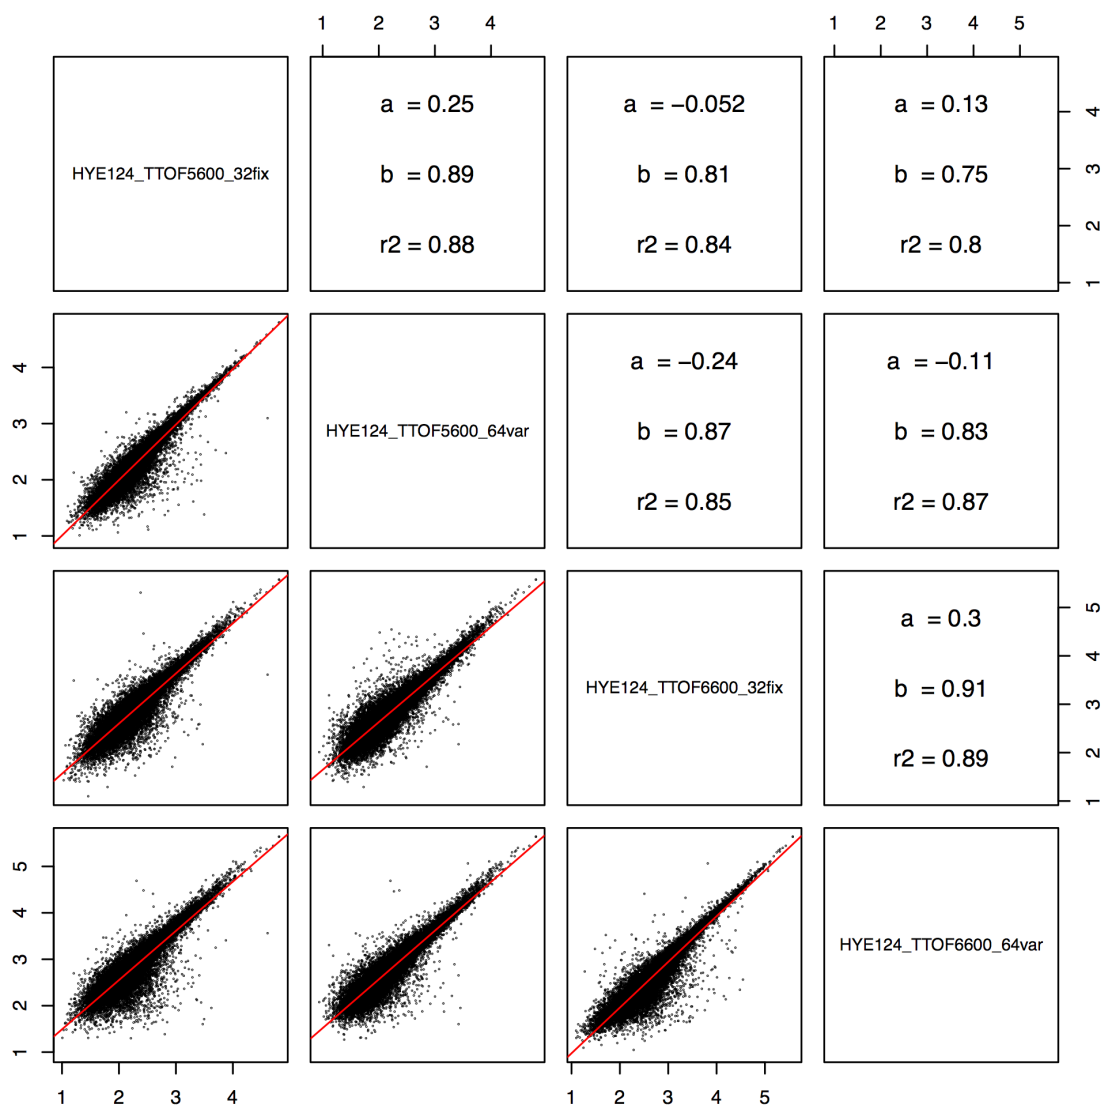 1 2 3 4 1 2 3 4 5
HYE124_TTOF5600_32fix
a = 0.25
b = 0.89
r2 = 0.88
a = −0.052
b = 0.81
r2 = 0.84
a = 0.13
b = 0.75
r2 = 0.8
4
3
2
1
4
3
2
1
HYE124_TTOF5600_64var
a = −0.24
b = 0.87
r2 = 0.85
a = −0.11
b = 0.83
r2 = 0.87
HYE124_TTOF6600_32fix
a = 0.3
b = 0.91
r2 = 0.89
5
4
3
2
1
5
4
3
2
1
HYE124_TTOF6600_64var
1 2 3 4 1 2 3 4 5